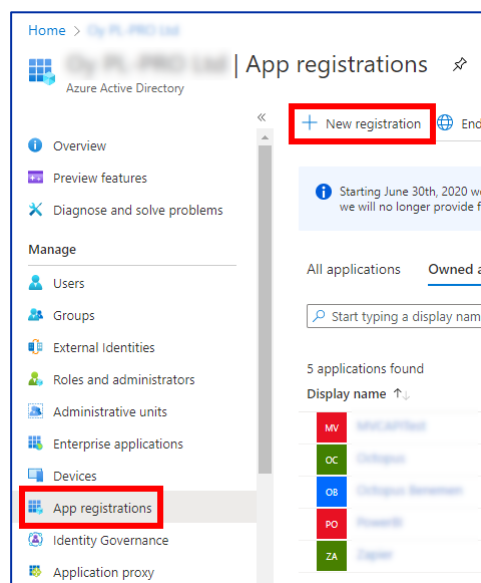 Home >
| App registrations
Azure Active Directory
«
+ New registration
End
Overview
Preview features
Diagnose and solve problems
Manage
Users
Groups
External Identities
Roles and administrators
Administrative units
Enterprise applications
Devices
App registrations
Identity Governance
Application proxy
Starting June 30th, 2020 w
we will no longer provide f
All applications Owned a
Start typing a display nam
5 applications found
Display name ↑↓
MV
OC
OB
PO
ZA